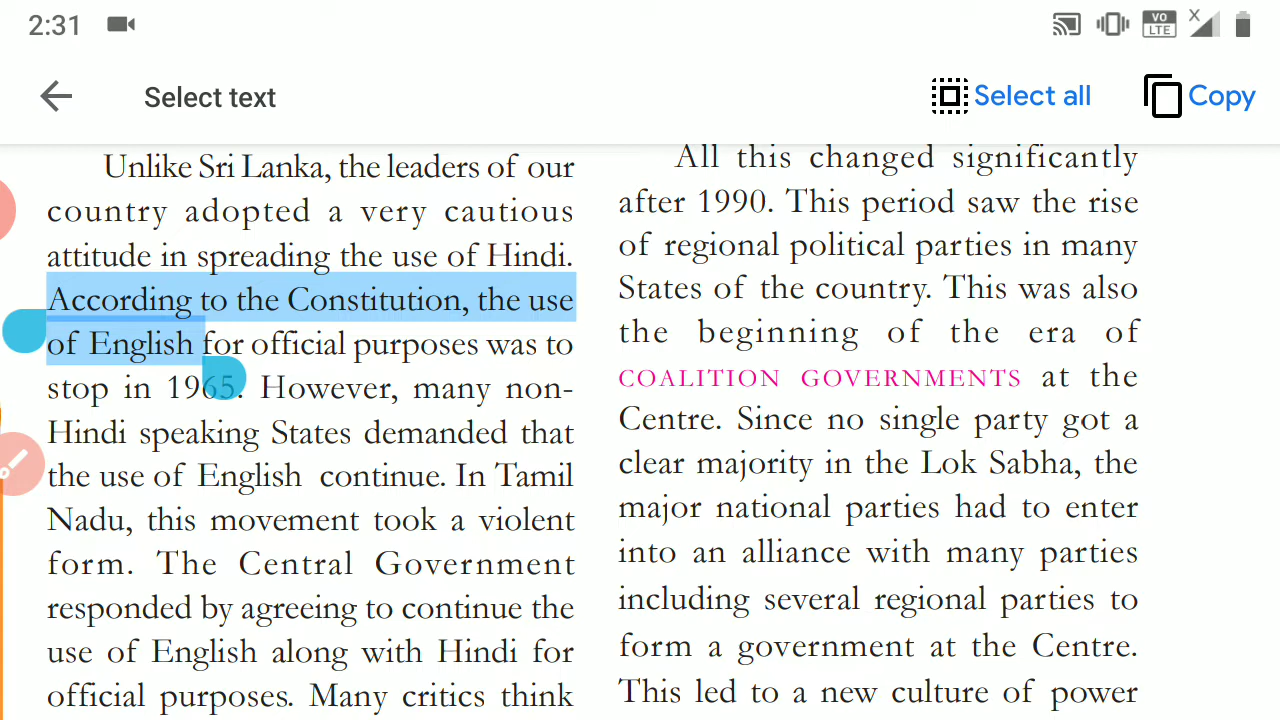 2:31
VO
LTE
X
Select text
Select all
Copy
Unlike Sri Lanka, the leaders of our
country adopted a very cautious
attitude in spreading the use of Hindi.
According to the Constitution, the use
of English for official purposes was to
stop in 1965. However, many non-
Hindi speaking States demanded that
the use of English continue. In Tamil
Nadu, this movement took a violent
form. The Central Government
responded by agreeing to continue the
use of English along with Hindi for
official purposes. Many critics think
All this changed significantly
after 1990. This period saw the rise
of regional political parties in many
States of the country. This was also
the beginning of the era of
COALITION GOVERNMENTS at the
Centre. Since no single party got a
clear majority in the Lok Sabha, the
major national parties had to enter
into an alliance with many parties
including several regional parties to
form a government at the Centre.
This led to a new culture of power